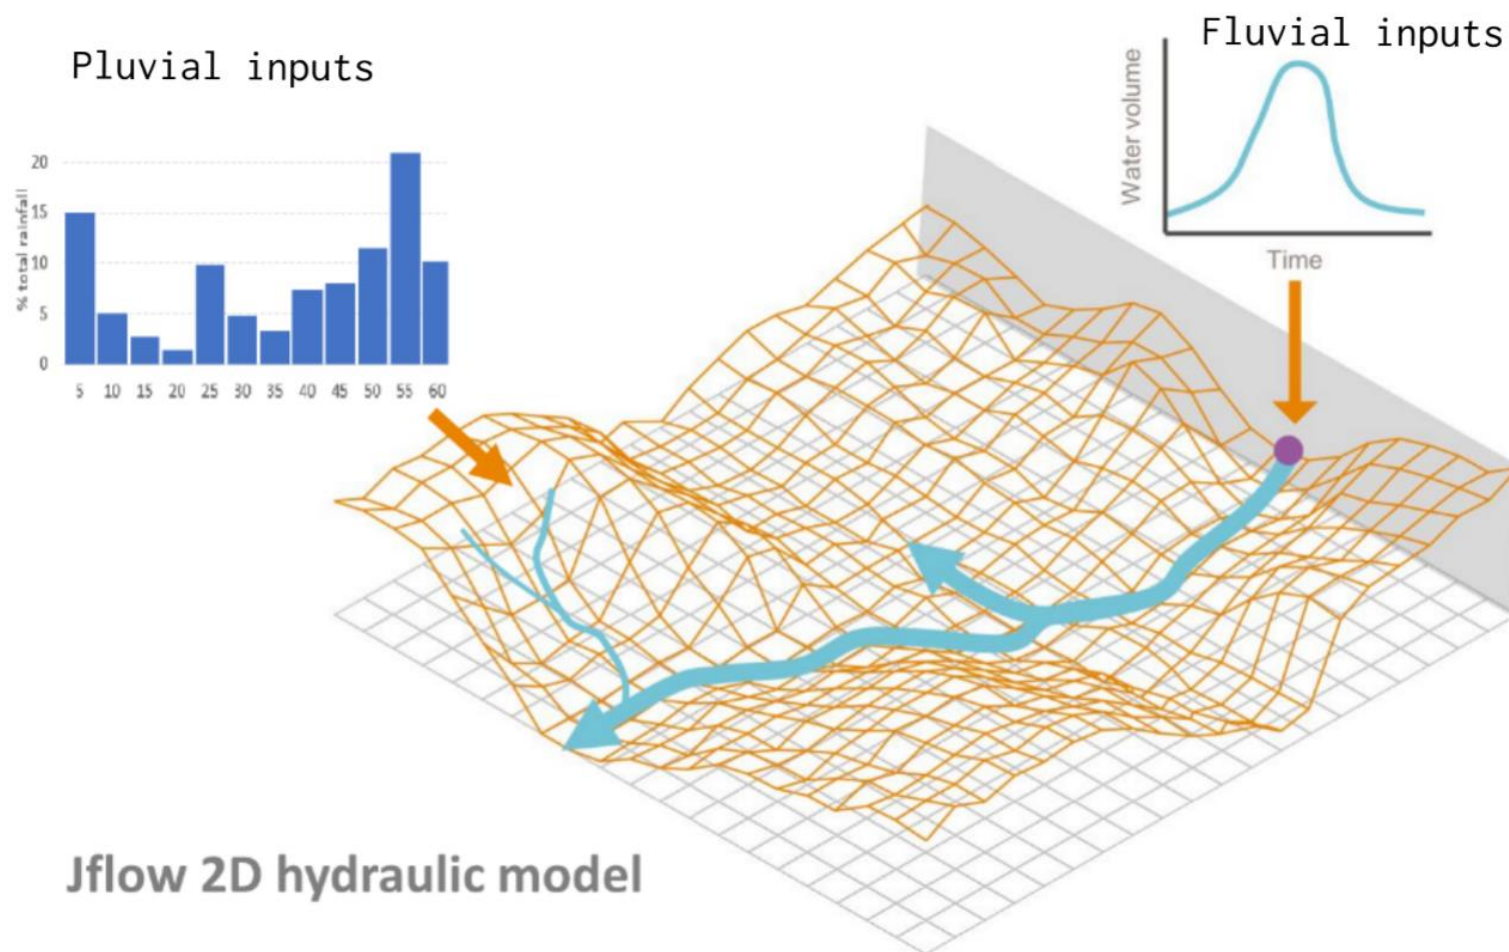 Pluvial inputs
Fluvial inputs
Water volume
Time
% total rainfall
20
15
10
5
0
5 10 15 20 25 30 35 40 45 50 55 60
Jflow 2D hydraulic model